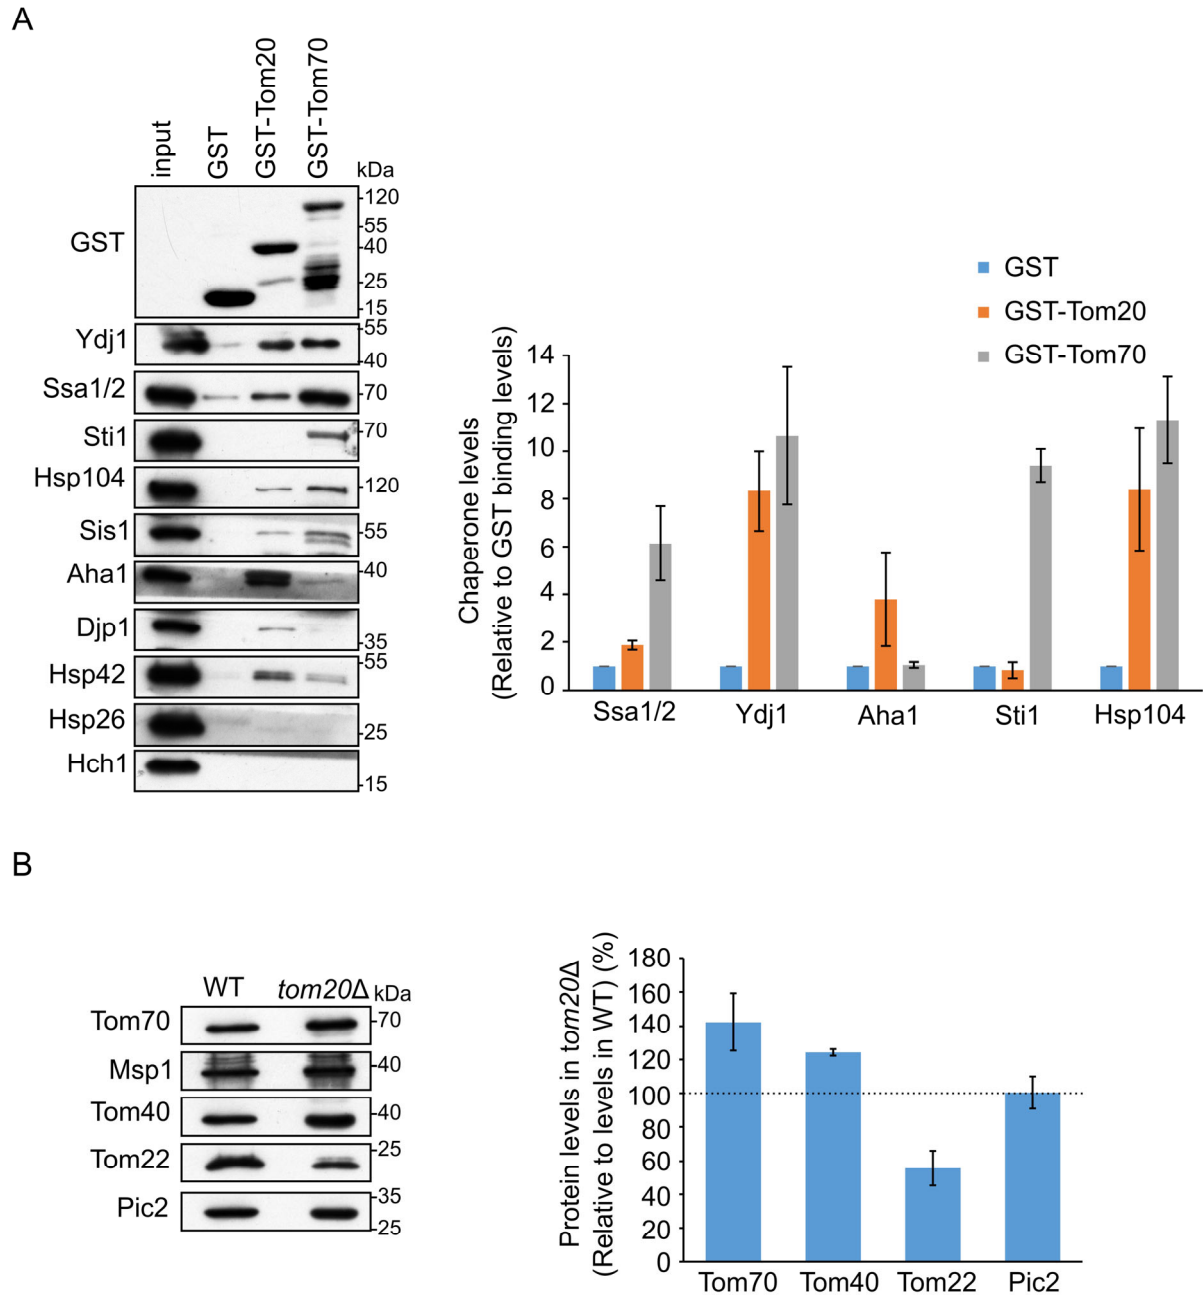 A
input
GST
GST-Tom20
GST-Tom70
kDa
GST
-120
-55
-40
-25
-15
Ydj1
-55
-40
Ssa1/2
-70
Sti1
-70
Hsp104
-120
Sis1
-55
Aha1
-40
Djp1
-35
Hsp42
-55
Hsp26
-25
Hch1
-15
GST
GST-Tom20
GST-Tom70
Chaperone levels
(Relative to GST binding levels)
14
12
10
8
6
4
2
1
0
Ssa1/2 Ydj1 Aha1 Sti1 Hsp104
B
WT tom20Δ kDa
Tom70
-70
Msp1
-40
Tom40
-40
Tom22
-25
Pic2
-35
-25
Protein levels in tom20Δ
(Relative to levels in WT) (%)
180
160
140
120
100
80
60
40
20
0
Tom70 Tom40 Tom22 Pic2